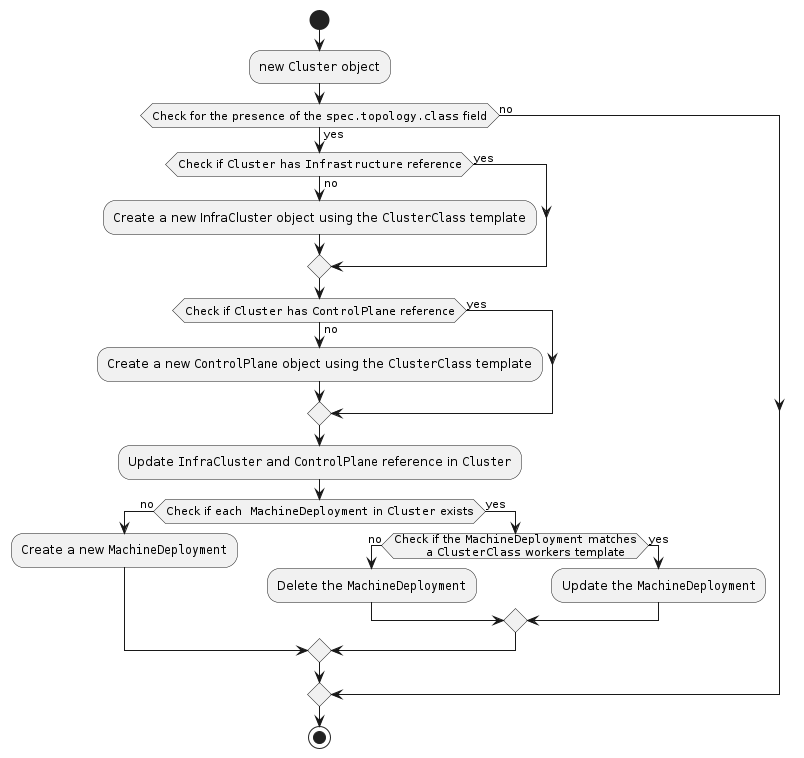 new Cluster object
Check for the presence of the spec.topology.class field
no
yes
Check if Cluster has Infrastructure reference
yes
no
Create a new InfraCluster object using the ClusterClass template
Check if Cluster has ControlPlane reference
yes
no
Create a new ControlPlane object using the ClusterClass template
Update InfraCluster and ControlPlane reference in Cluster
no
Check if each MachineDeployment in Cluster exists
yes
Create a new MachineDeployment
no
Check if the MachineDeployment matches
a ClusterClass workers template
yes
Delete the MachineDeployment
Update the MachineDeployment